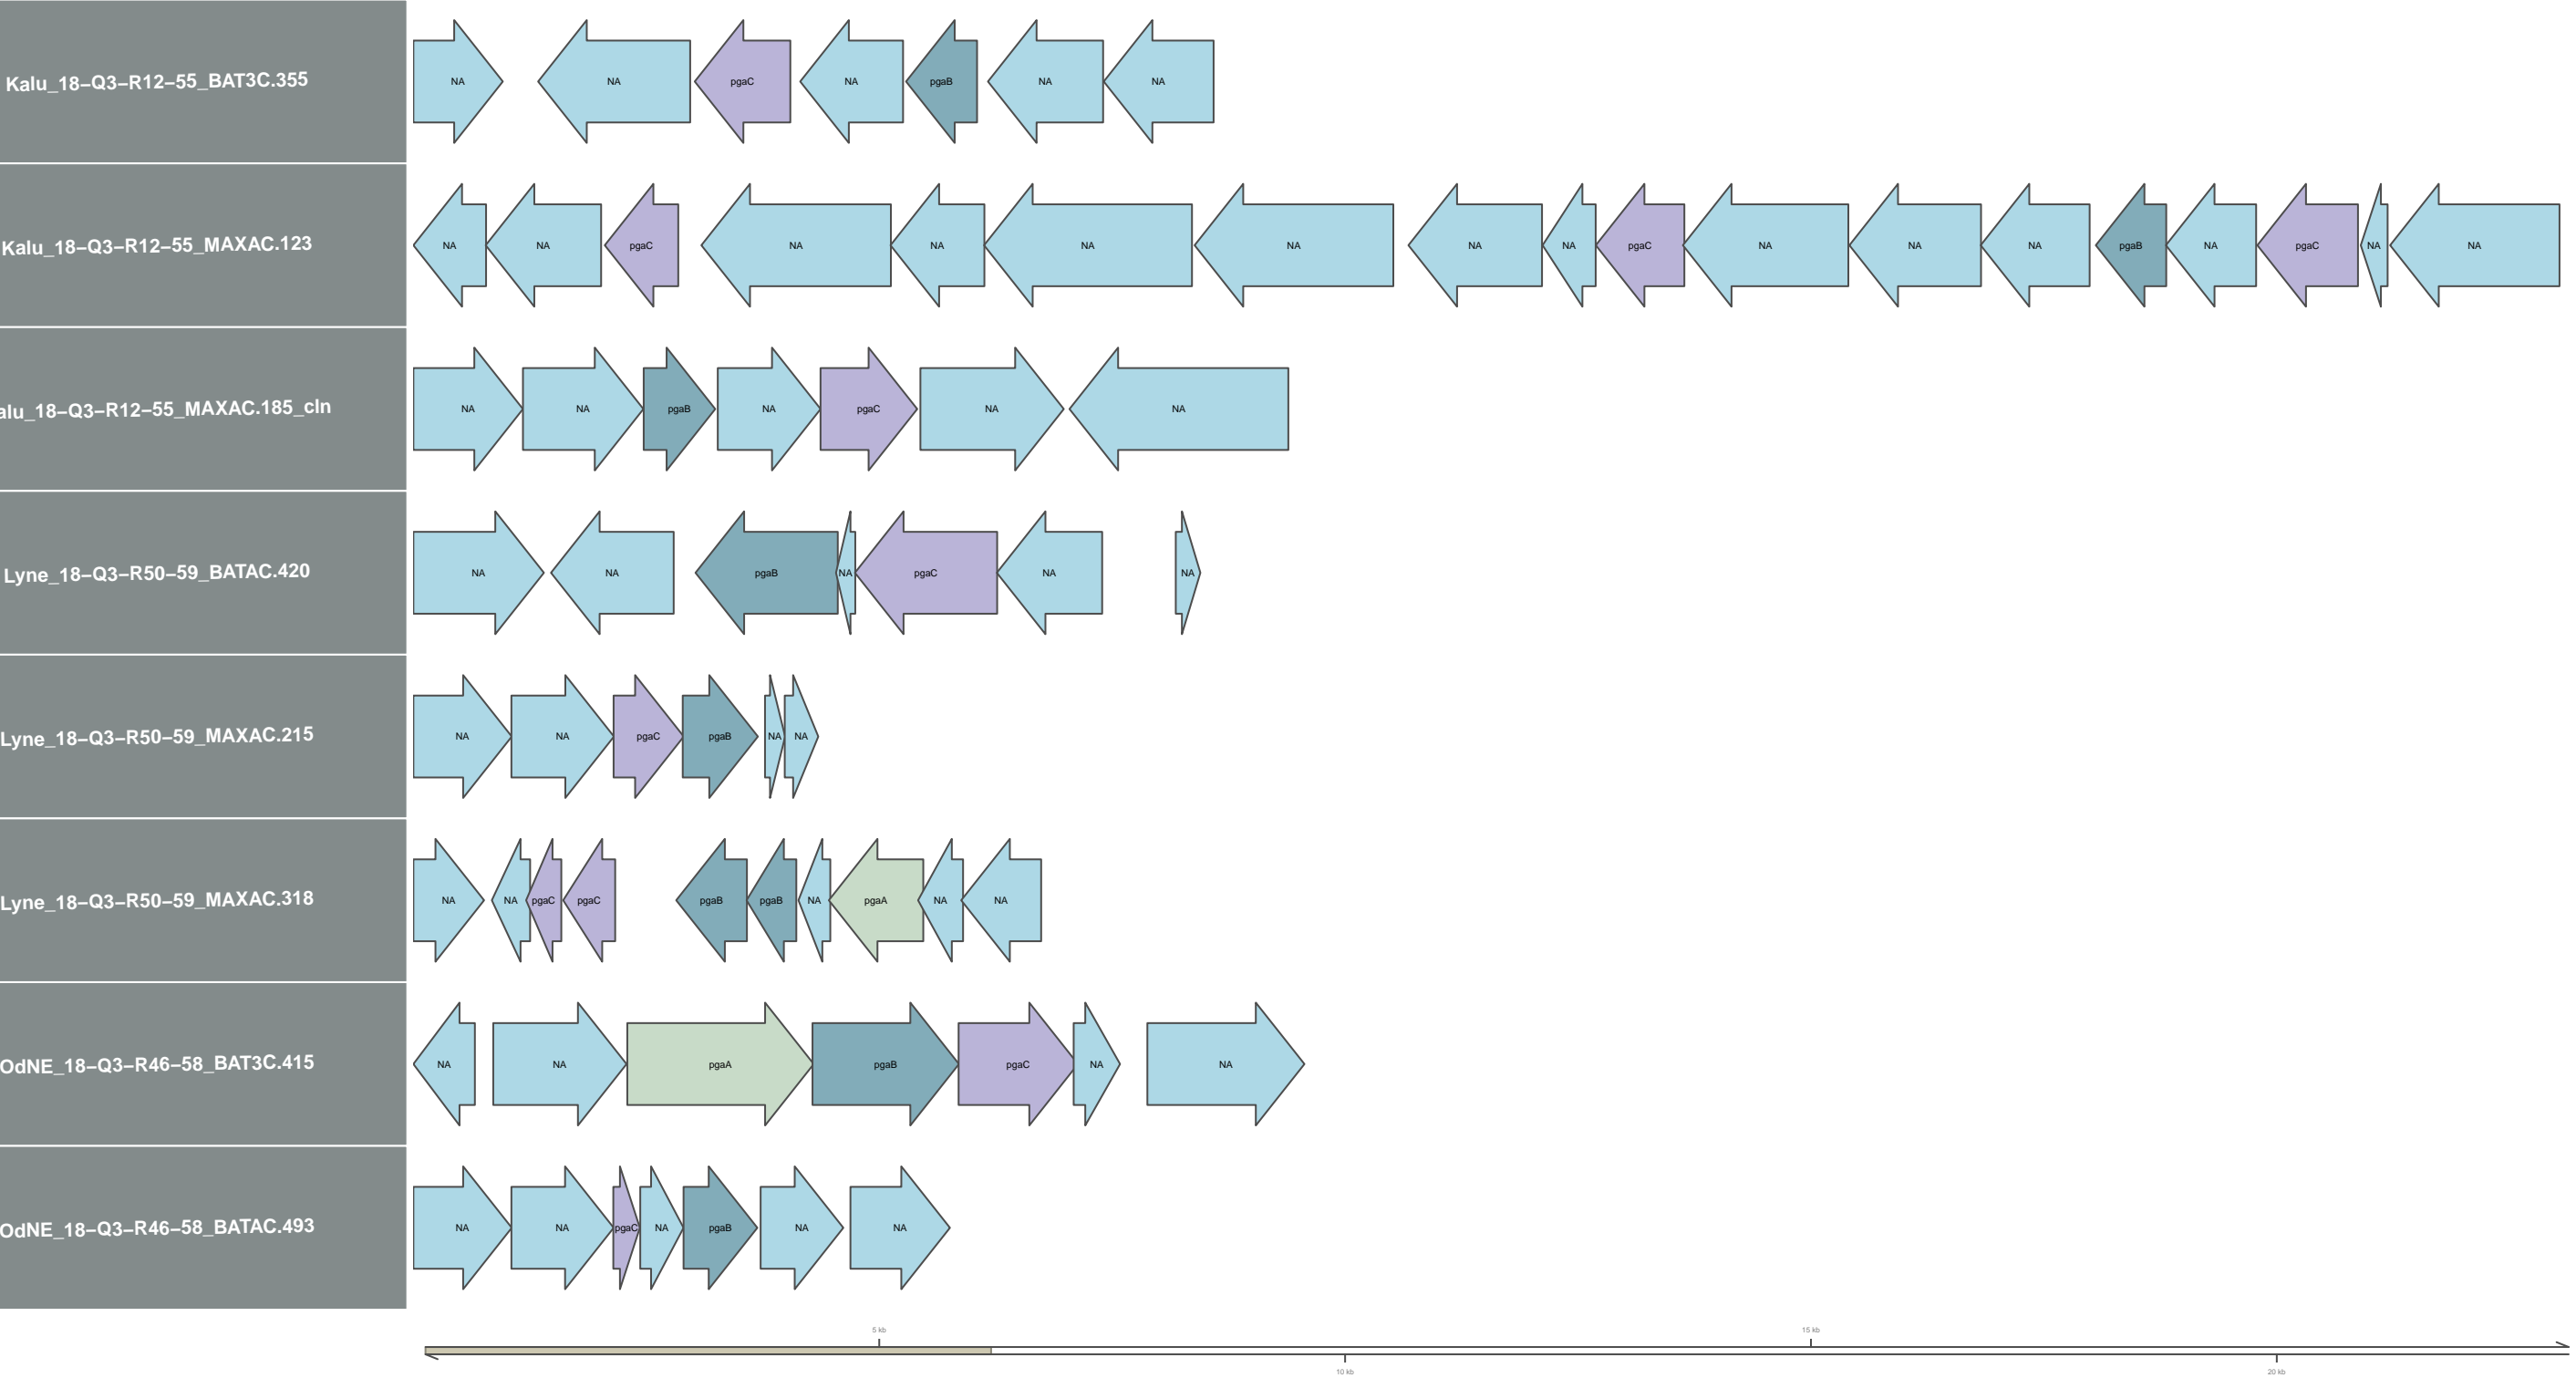 Kalu_18–Q3–R12–55_BAT3C.355
NA NA pgaC NA pgaB NA NA
Kalu_18–Q3–R12–55_MAXAC.123
NA NA pgaC NA NA NA NA NA NA pgaC NA NA NA pgaB NA pgaC NA NA
alu_18–Q3–R12–55_MAXAC.185_cln
NA NA pgaB NA pgaC NA NA
Lyne_18–Q3–R50–59_BATAC.420
NA NA pgaB NA pgaC NA NA
Lyne_18–Q3–R50–59_MAXAC.215
NA NA pgaC pgaB NA NA
Lyne_18–Q3–R50–59_MAXAC.318
NA NA pgaC pgaC pgaB pgaB NA pgaA NA NA
OdNE_18–Q3–R46–58_BAT3C.415
NA NA pgaA pgaB pgaC NA NA
OdNE_18–Q3–R46–58_BATAC.493
NA NA pgaC NA pgaB NA NA
5 kb 15 kb
10 kb 20 kb